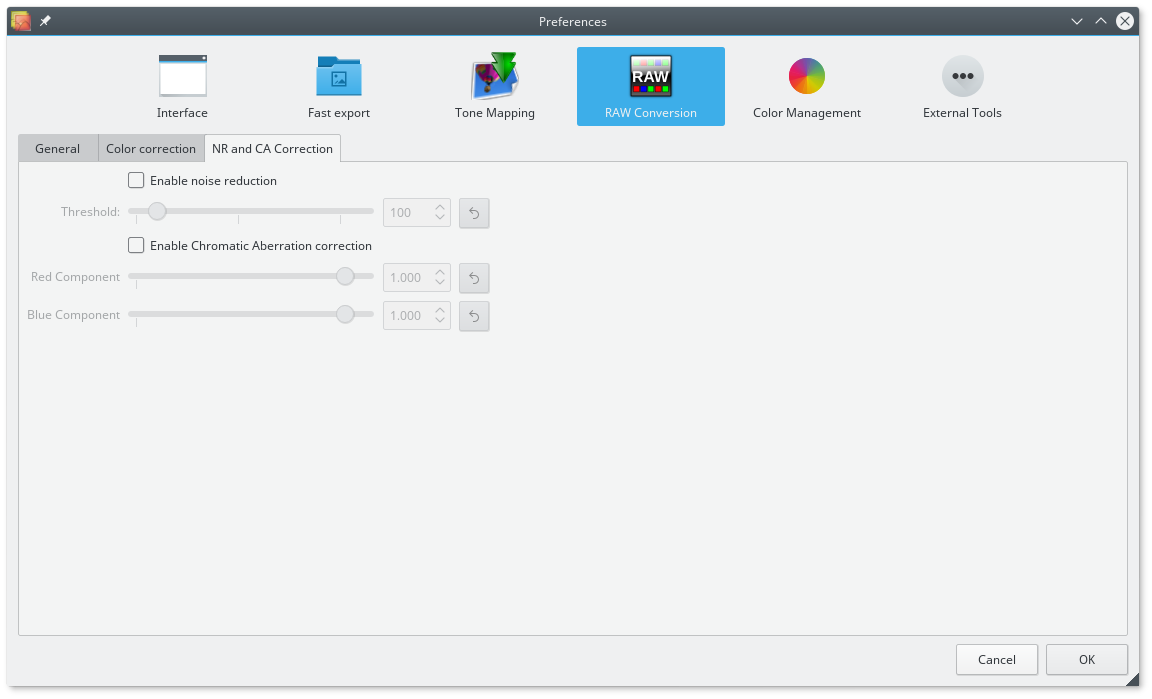 Preferences
Interface
Fast export
Tone Mapping
RAW
RAW Conversion
Color Management
External Tools
General
Color correction
NR and CA Correction
Enable noise reduction
Threshold:
100
Enable Chromatic Aberration correction
Red Component
1.000
Blue Component
1.000
Cancel
OK